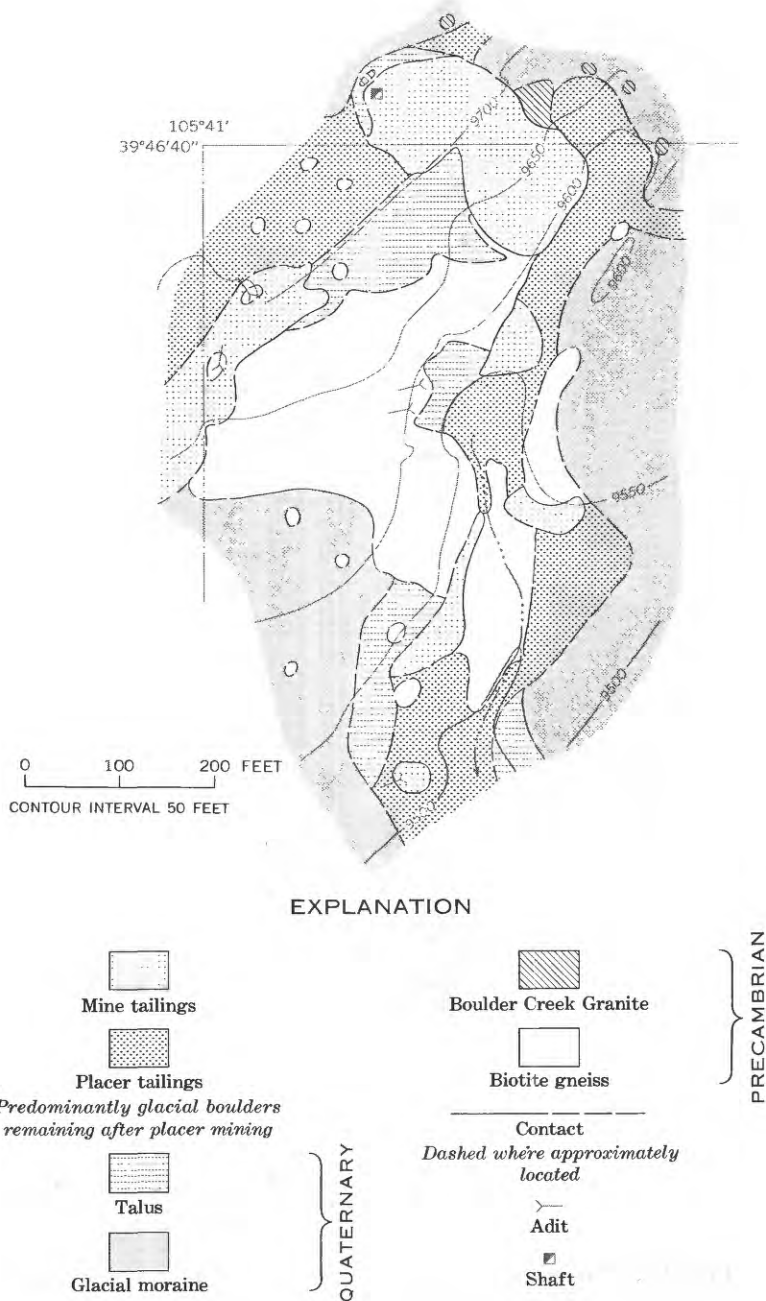 105°41'
39°46'40"
9700
9650
9600
9600
9550
9500
9500
0 100 200 FEET
CONTOUR INTERVAL 50 FEET
EXPLANATION
Mine tailings
Placer tailings
Predominantly glacial boulders
remaining after placer mining
Talus
Glacial moraine
QUATERNARY
Boulder Creek Granite
Biotite gneiss
PRECAMBRIAN
Contact
Dashed where approximately
located
Adit
Shaft